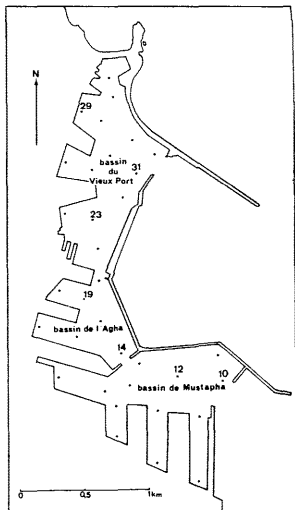 N
29
bassin
du
Vieux Port
31
23
19
bassin de l'Agha
14
12
10
bassin de Mustapha
0
0,5
1km